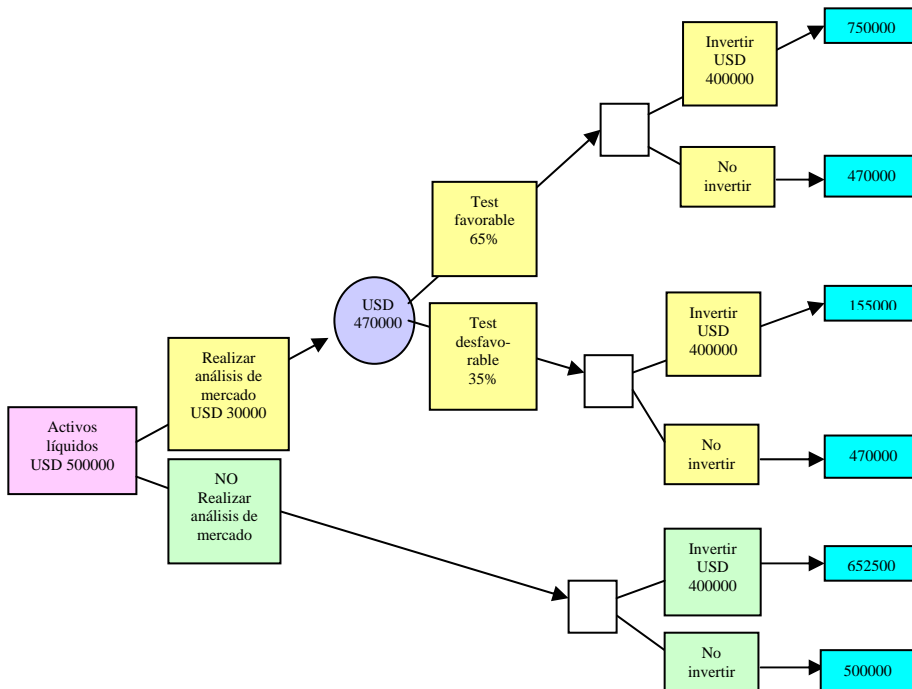 750000
Invertir
USD
400000
No
invertir
470000
Test
favorable
65%
USD
470000
Test
desfavo-
rable
35%
Invertir
USD
400000
155000
No
invertir
470000
Realizar
análisis de
mercado
USD 30000
Activos
líquidos
USD 500000
NO
Realizar
análisis de
mercado
Invertir
USD
400000
652500
No
invertir
500000